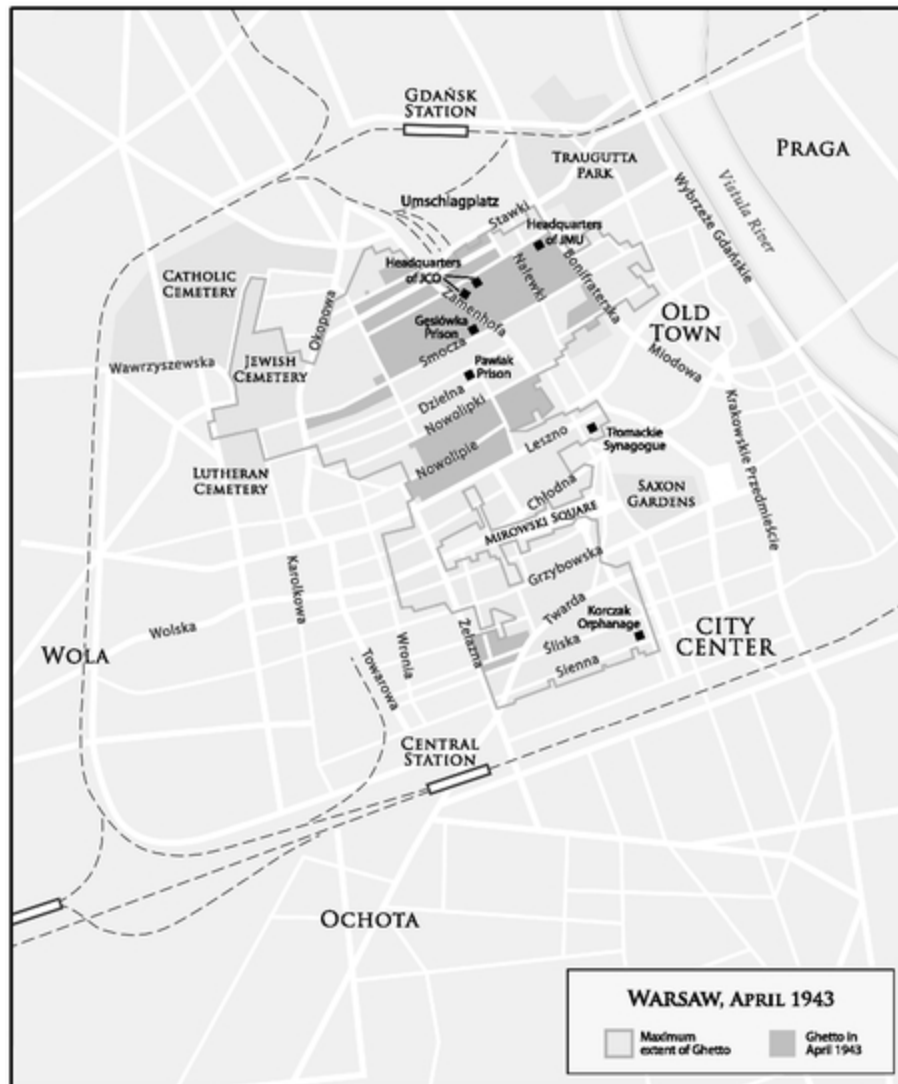 GDAŃSK
STATION
PRAGA
TRAUGUTTA
PARK
Vistula River
Wybrzeże Gdańskie
Umschlagplatz
Stawki
Headquarters
of JMU
Headquarters
of JCO
Nalewki
Bonifraterska
CATHOLIC
CEMETERY
Okopowa
Zamenhofa
Gęsiówka
Prison
OLD
TOWN
Smocza
JEWISH
CEMETERY
Wawrzyszewska
Pawiak
Prison
Miodowa
Dzielna
Nowolipki
Krakowskie Przedmieście
Leszno
Tłomackie
Synagogue
Nowolipie
LUTHERAN
CEMETERY
Chłodna
SAXON
GARDENS
MIROWSKI SQUARE
Grzybowska
Karolkowa
Twarda
Korczak
Orphanage
Wolska
Śliska
CITY
CENTER
WOLA
Żelazna
Wronia
Towarowa
Sienna
CENTRAL
STATION
OCHOTA
WARSAW, APRIL 1943
Maximum
extent of Ghetto
Ghetto in
April 1943